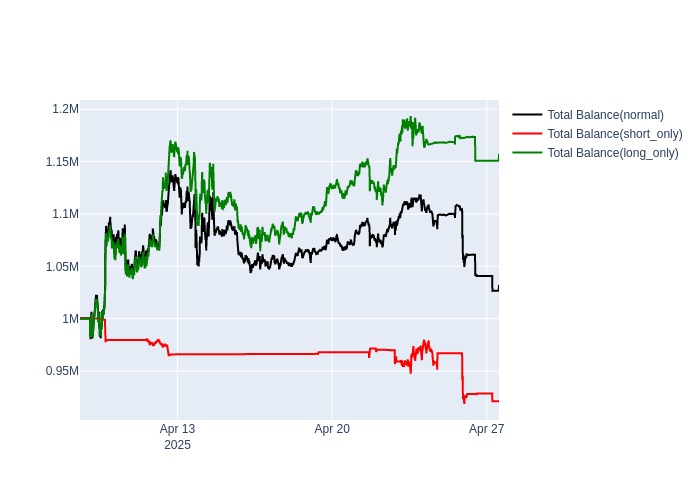 1.2M
1.15M
1.1M
1.05M
1M
0.95M
Apr 13
2025
Apr 20
Apr 27
Total Balance(normal)
Total Balance(short_only)
Total Balance(long_only)